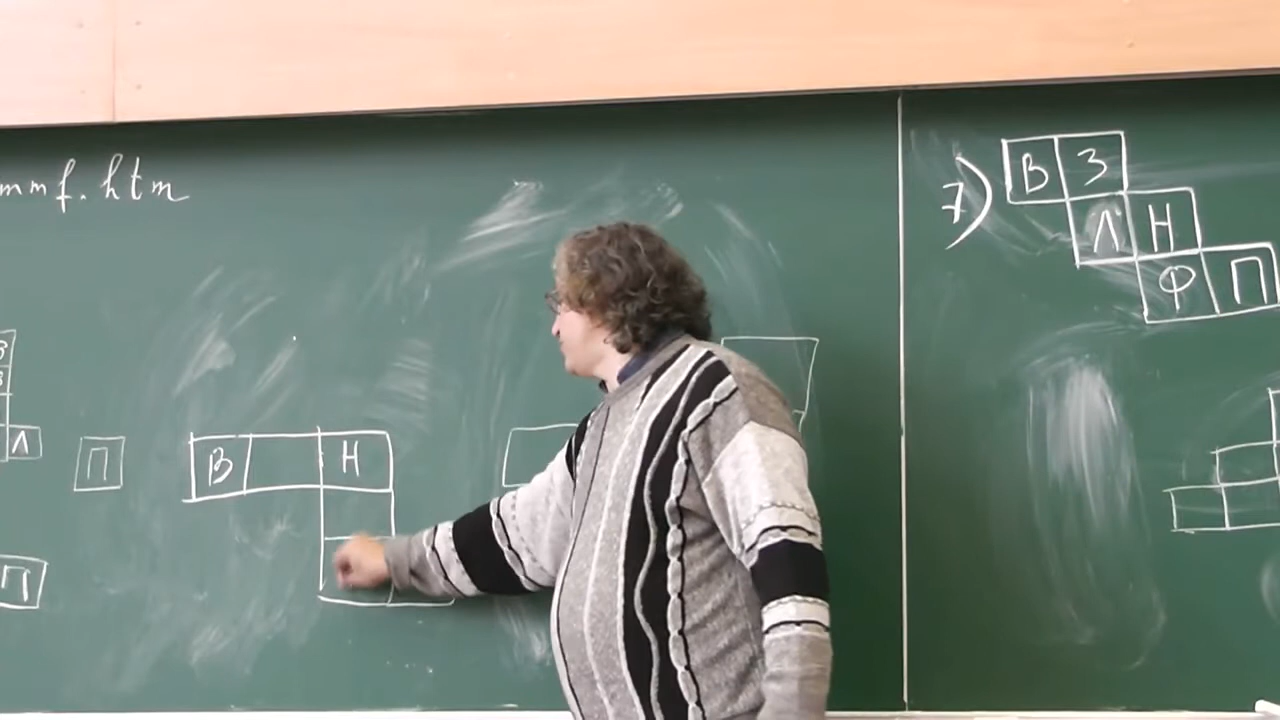 mmf.htm
7) В З
Л Н
Ф П
Л
П
В Н
П